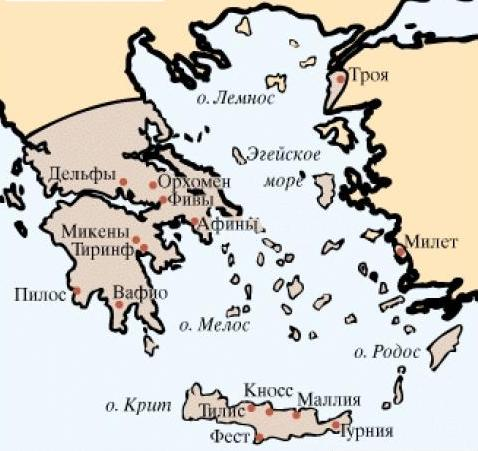 Троя
о. Лемнос
Эгейское
море
Дельфы
Орхомен
Фивы
Афины
Микены
Тиринф
Милет
Пилос
Вафио
о. Мелос
о. Родос
Кносс
о. Крит
Маллия
Тилис
Гурния
Фест